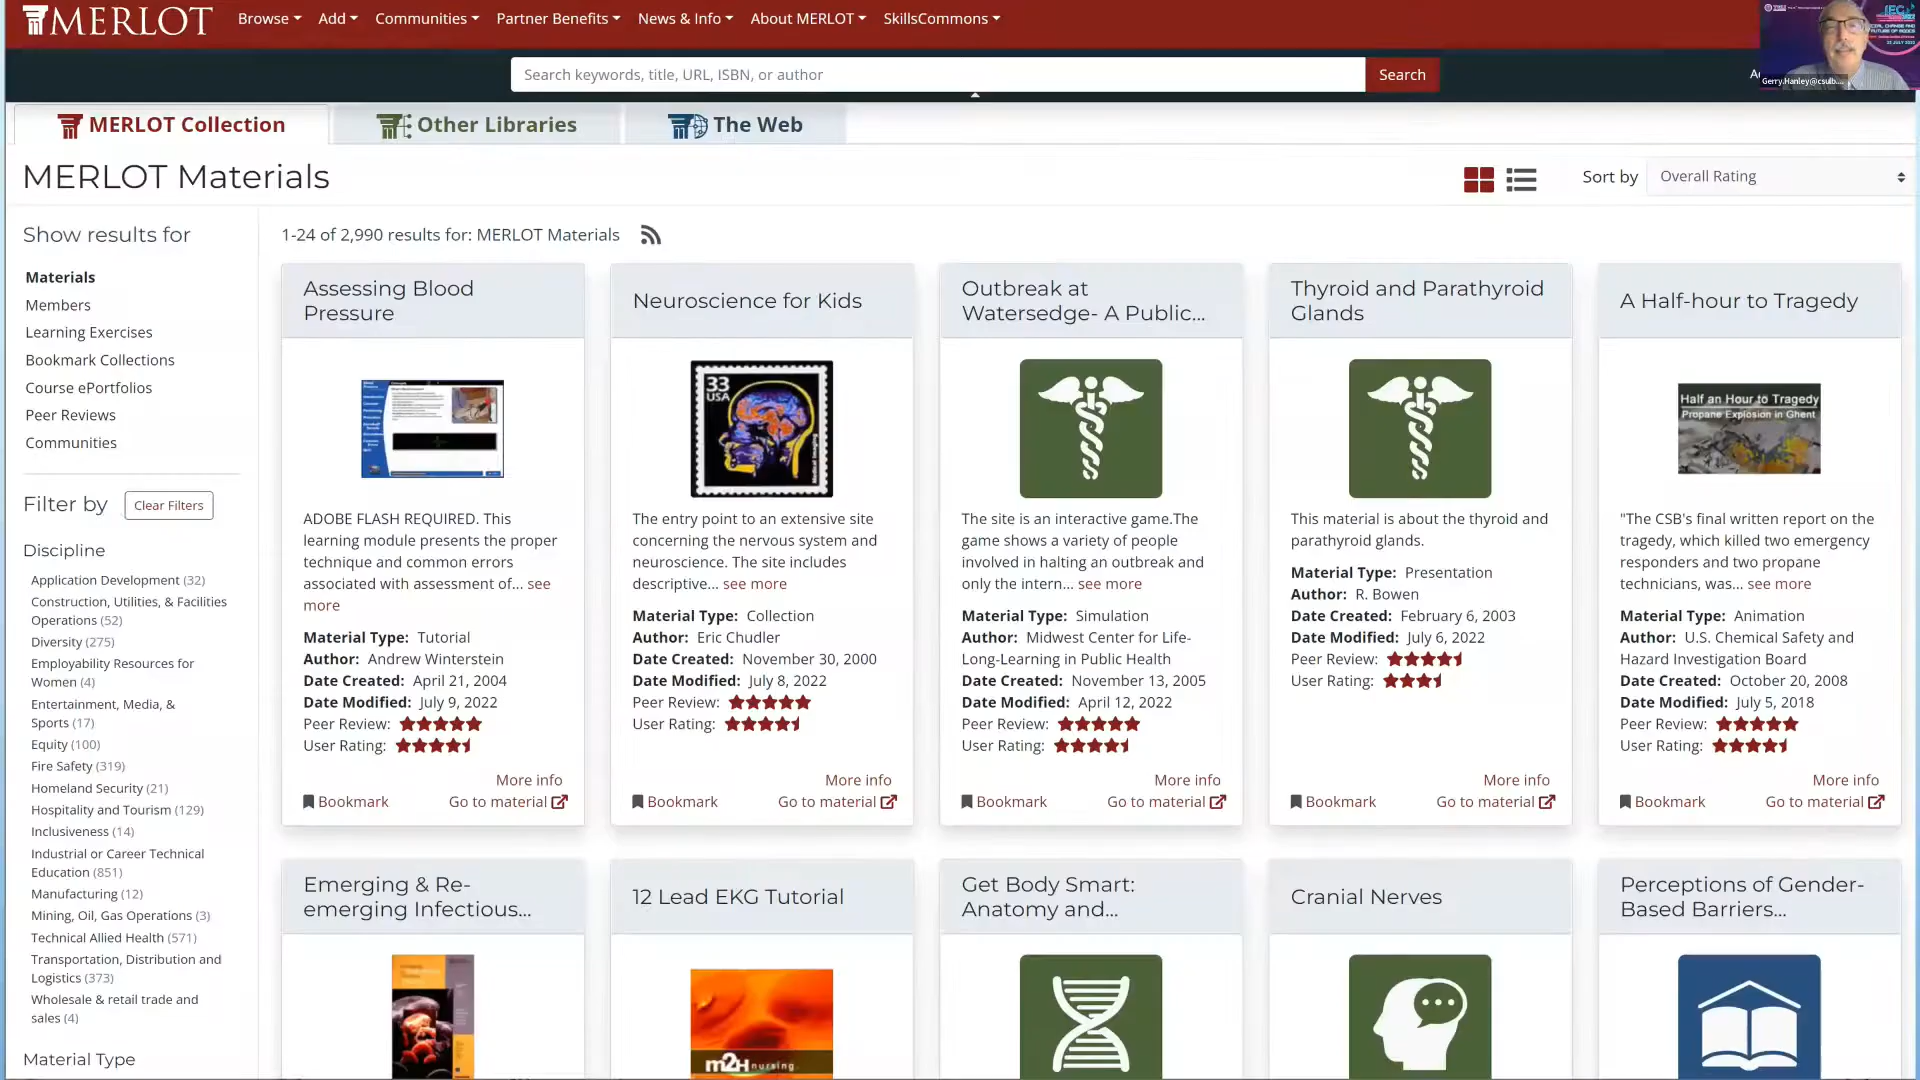 MERLOT
Browse
Add
Communities
Partner Benefits
News & Info
About MERLOT
SkillsCommons
Search keywords, title, URL, ISBN, or author
Search
Gerry.Hanley@csulb....
MERLOT Collection
Other Libraries
The Web
MERLOT Materials
Sort by
Overall Rating
Show results for
Materials
Members
Learning Exercises
Bookmark Collections
Course ePortfolios
Peer Reviews
Communities
Filter by
Clear Filters
Discipline
Application Development (32)
Construction, Utilities, & Facilities
Operations (52)
Diversity (275)
Employability Resources for
Women (4)
Entertainment, Media, &
Sports (17)
Equity (100)
Fire Safety (319)
Homeland Security (21)
Hospitality and Tourism (129)
Inclusiveness (14)
Industrial or Career Technical
Education (851)
Manufacturing (12)
Mining, Oil, Gas Operations (3)
Technical Allied Health (571)
Transportation, Distribution and
Logistics (373)
Wholesale & retail trade and
sales (4)
Material Type
1-24 of 2,990 results for: MERLOT Materials
Assessing Blood
Pressure
ADOBE FLASH REQUIRED. This
learning module presents the proper
technique and common errors
associated with assessment of... see
more
Material Type: Tutorial
Author: Andrew Winterstein
Date Created: April 21, 2004
Date Modified: July 9, 2022
Peer Review:
User Rating:
More info
Bookmark
Go to material
Neuroscience for Kids
33
USA
The entry point to an extensive site
concerning the nervous system and
neuroscience. The site includes
descriptive... see more
Material Type: Collection
Author: Eric Chudler
Date Created: November 30, 2000
Date Modified: July 8, 2022
Peer Review:
User Rating:
More info
Bookmark
Go to material
Outbreak at
Watersedge- A Public...
The site is an interactive game.The
game shows a variety of people
involved in halting an outbreak and
only the intern... see more
Material Type: Simulation
Author: Midwest Center for Life-
Long-Learning in Public Health
Date Created: November 13, 2005
Date Modified: April 12, 2022
Peer Review:
User Rating:
More info
Bookmark
Go to material
Thyroid and Parathyroid
Glands
This material is about the thyroid and
parathyroid glands.
Material Type: Presentation
Author: R. Bowen
Date Created: February 6, 2003
Date Modified: July 6, 2022
Peer Review:
User Rating:
More info
Bookmark
Go to material
A Half-hour to Tragedy
Half an Hour to Tragedy
Propane Explosion in Ghent
"The CSB's final written report on the
tragedy, which killed two emergency
responders and two propane
technicians, was... see more
Material Type: Animation
Author: U.S. Chemical Safety and
Hazard Investigation Board
Date Created: October 20, 2008
Date Modified: July 5, 2018
Peer Review:
User Rating:
More info
Bookmark
Go to material
Emerging & Re-
emerging Infectious...
12 Lead EKG Tutorial
m2H nursing
Get Body Smart:
Anatomy and...
Cranial Nerves
Perceptions of Gender-
Based Barriers...